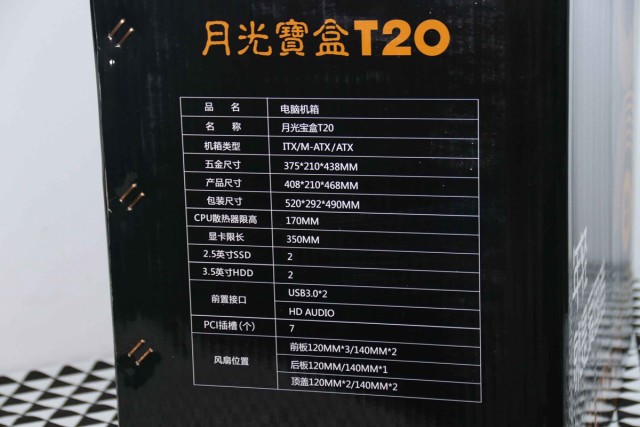 月光寶盒T20
品 名 电脑机箱
名 称 月光宝盒T20
机箱类型 ITX/M-ATX/ATX
五金尺寸 375*210*438MM
产品尺寸 408*210*468MM
包装尺寸 520*292*490MM
CPU散热器限高 170MM
显卡限长 350MM
2.5英寸SSD 2
3.5英寸HDD 2
前置接口 USB3.0*2
HD AUDIO
PCI插槽(个) 7
风扇位置 前板120MM*3/140MM*2
后板120MM/140MM*1
顶盖120MM*2/140MM*2